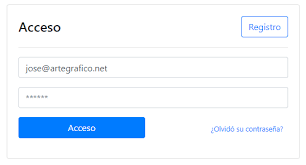 Acceso
Registro
jose@artegrafico.net
******
Acceso
¿Olvidó su contraseña?